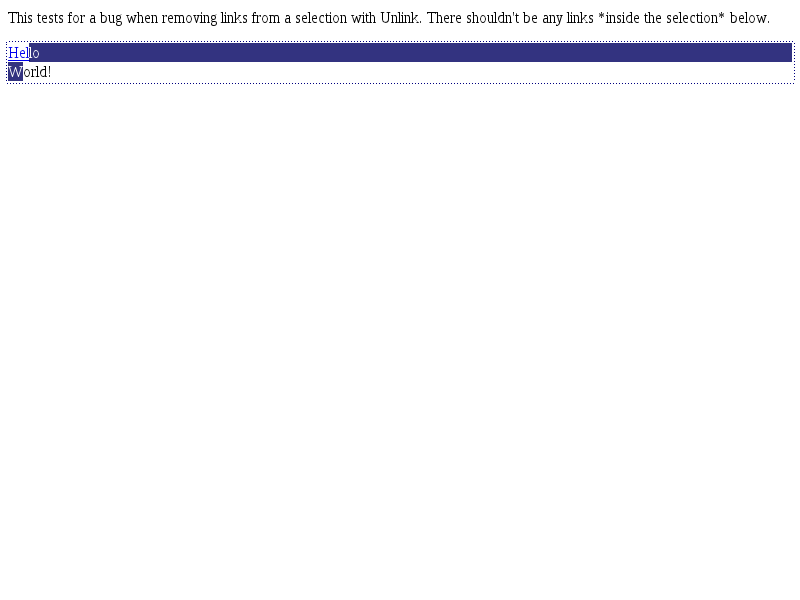 This tests for a bug when removing links from a selection with Unlink. There shouldn't be any links *inside the selection* below.
Hello
World!